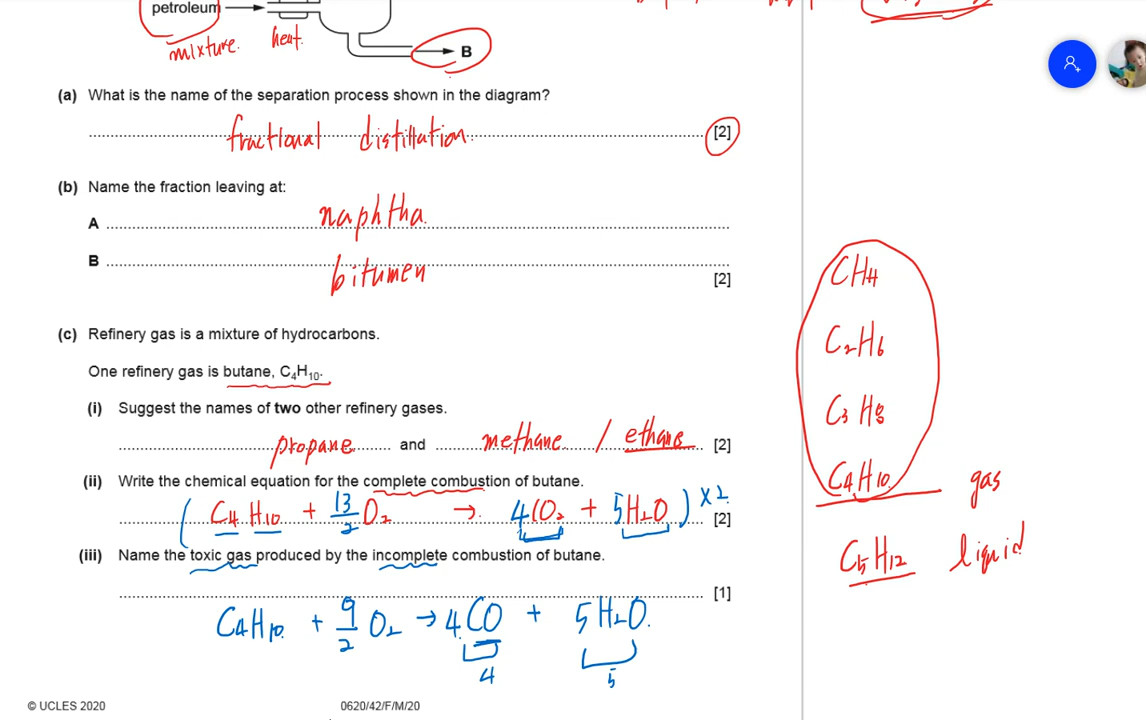 petroleum
mixture. heat.
B
(a) What is the name of the separation process shown in the diagram?
fractional distillation. [2]
(b) Name the fraction leaving at:
A naphtha.
B bitumen
[2]
CH4
C2H6
C3H8
C4H10 gas
C5H12 liquid
(c) Refinery gas is a mixture of hydrocarbons.
One refinery gas is butane, C4H10.
(i) Suggest the names of two other refinery gases.
propane and methane / ethane [2]
(ii) Write the chemical equation for the complete combustion of butane.
( C4H10 + 13/2 O2 → 4CO2 + 5H2O ) ×2 [2]
(iii) Name the toxic gas produced by the incomplete combustion of butane.
[1]
C4H10 + 9/2 O2 → 4CO + 5H2O.
4 5
© UCLES 2020 0620/42/F/M/20